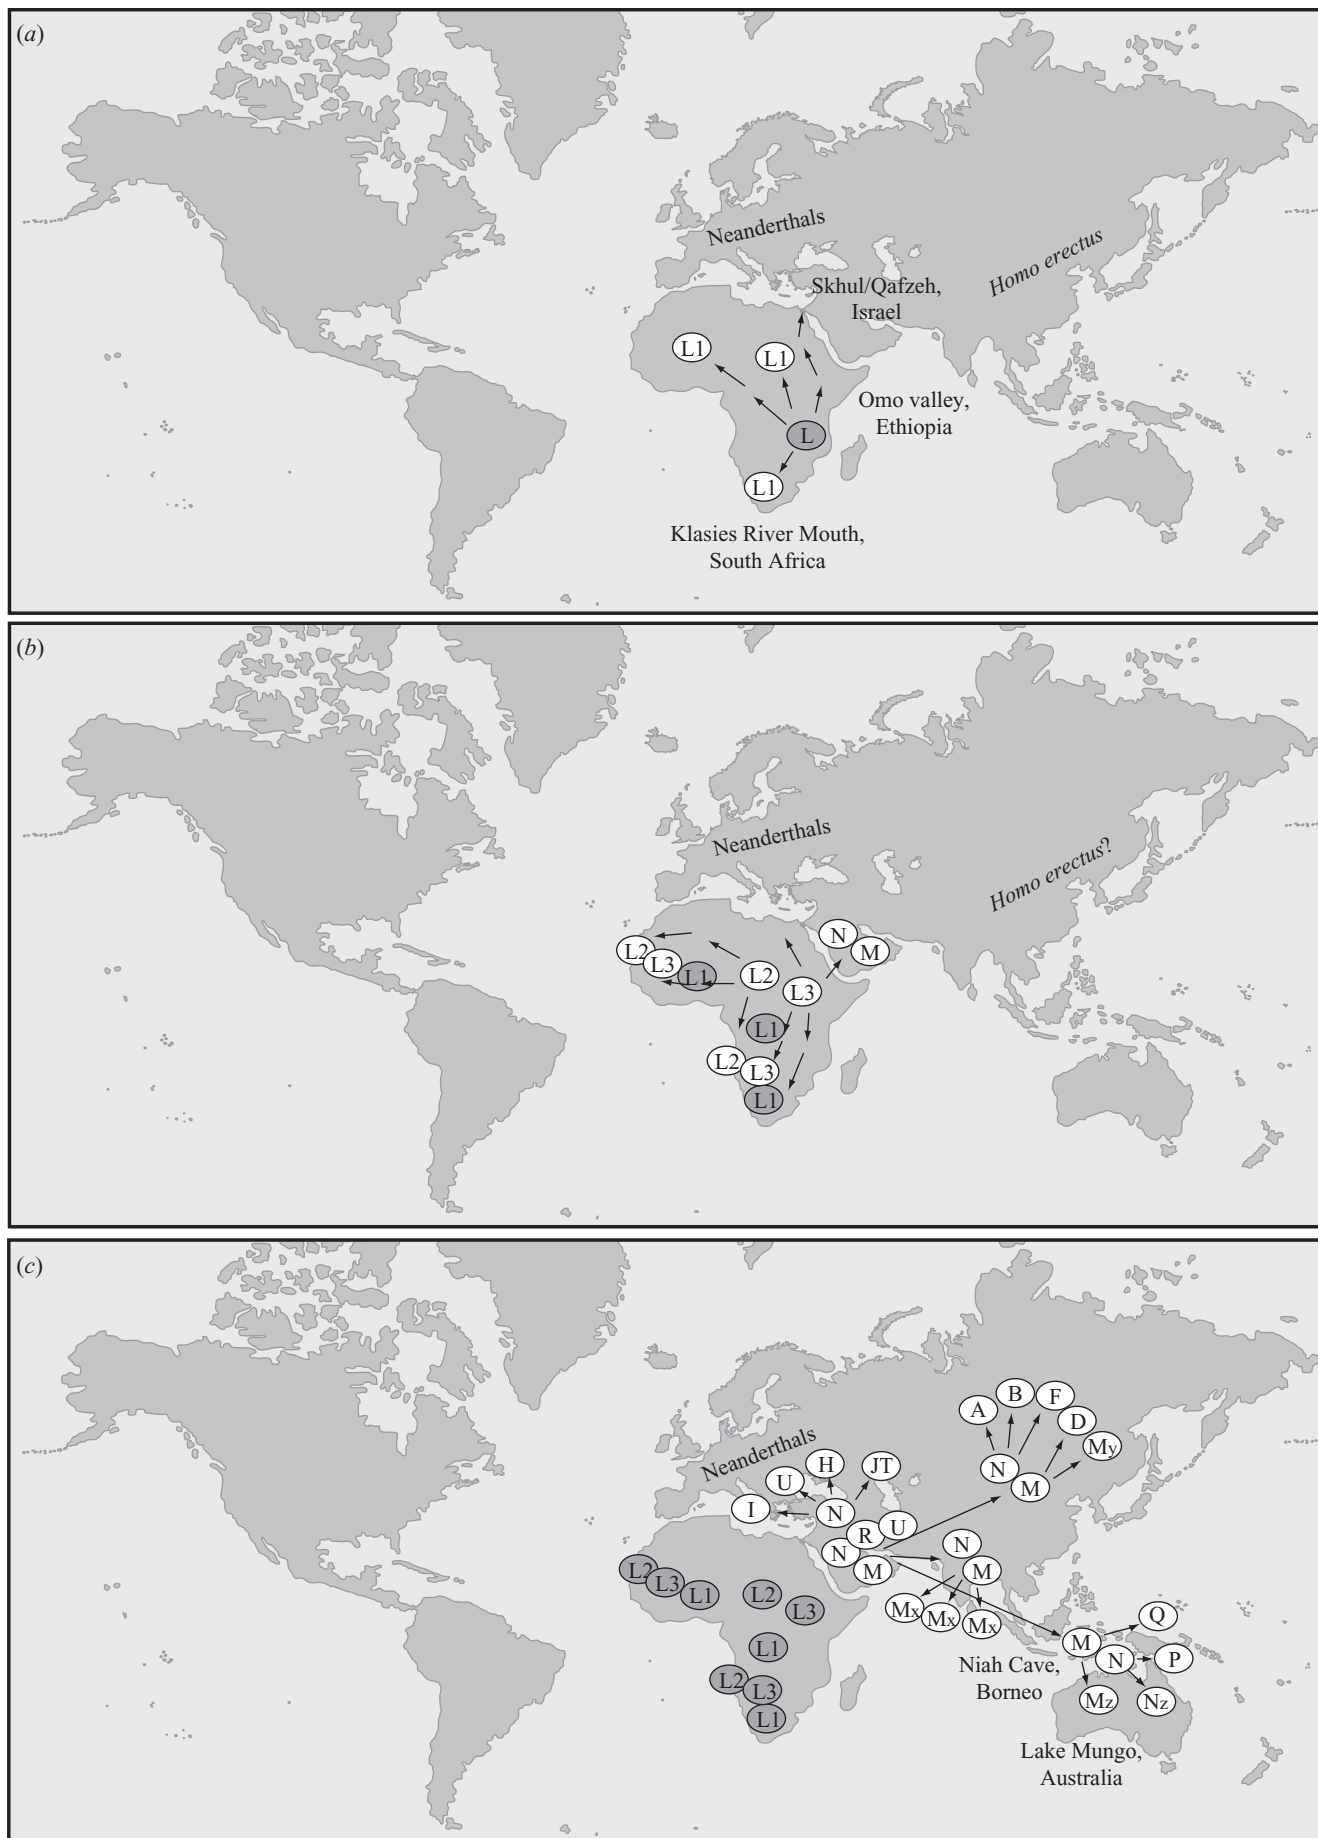 (a)
Neanderthals
Homo erectus
Skhul/Qafzeh,
Israel
L1
L1
Omo valley,
Ethiopia
L
L1
Klasies River Mouth,
South Africa
(b)
Neanderthals
Homo erectus?
N
M
L2
L3
L1
L2
L3
L1
L2
L3
L1
(c)
Neanderthals
A
B
F
D
My
N
M
I
U
H
JT
N
R
U
N
M
N
M
Mx
Mx
Mx
L2
L3
L1
L2
L3
L1
L2
L3
L1
Q
M
N
P
Mz
Nz
Niah Cave,
Borneo
Lake Mungo,
Australia